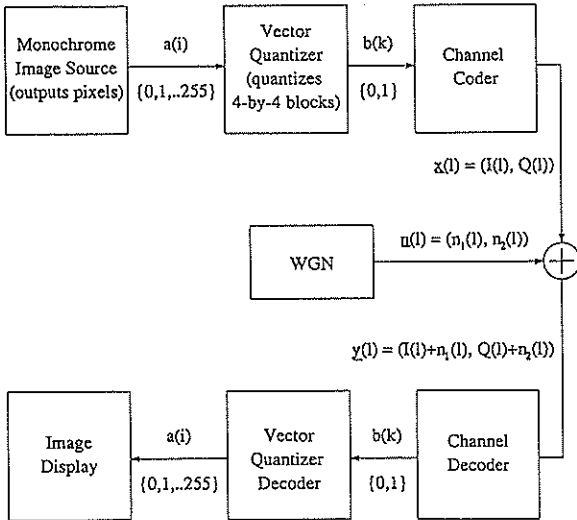 Monochrome
Image Source
(outputs pixels)
a(i)
{0,1,..255}
Vector
Quantizer
(quantizes
4-by-4 blocks)
b(k)
{0,1}
Channel
Coder
x(l) = (I(l), Q(l))
WGN
n(l) = (n₁(l), n₂(l))
+
y(l) = (I(l)+n₁(l), Q(l)+n₂(l))
Image
Display
a(i)
{0,1,..255}
Vector
Quantizer
Decoder
b(k)
{0,1}
Channel
Decoder